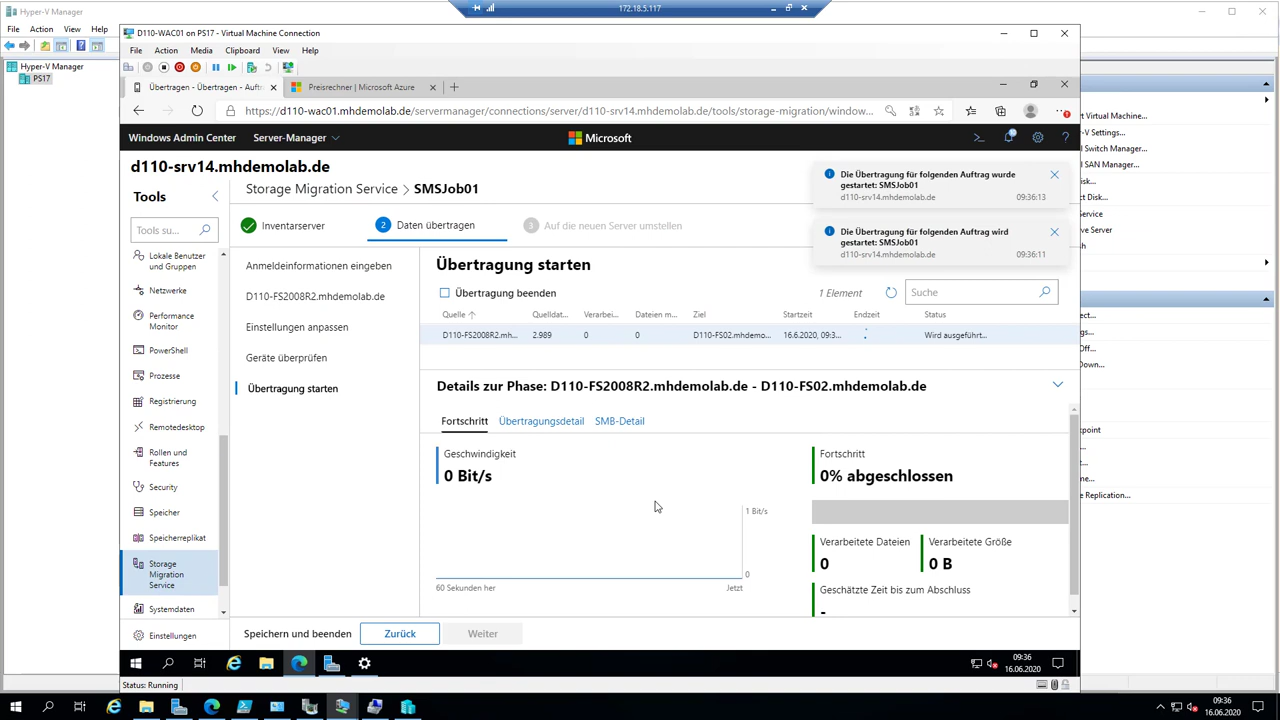 Hyper-V Manager
172.18.5.117
File Action View Help
Hyper-V Manager
PS17
D110-WAC01 on PS17 - Virtual Machine Connection
File Action Media Clipboard View Help
Übertragen - Übertragen - Auftr
Preisrechner | Microsoft Azure
https://d110-wac01.mhdemolab.de/servermanager/connections/server/d110-srv14.mhdemolab.de/tools/storage-migration/window...
Windows Admin Center
Server-Manager
Microsoft
d110-srv14.mhdemolab.de
Tools
Tools su...
Lokale Benutzer
und Gruppen
Netzwerke
Performance
Monitor
PowerShell
Prozesse
Registrierung
Remotedesktop
Rollen und
Features
Security
Speicher
Speicherreplikat
Storage
Migration
Service
Systemdaten
Einstellungen
Storage Migration Service > SMSJob01
Inventarserver
2 Daten übertragen
3 Auf die neuen Server umstellen
Die Übertragung für folgenden Auftrag wurde
gestartet: SMSJob01
d110-srv14.mhdemolab.de 09:36:13
Die Übertragung für folgenden Auftrag wird
gestartet: SMSJob01
d110-srv14.mhdemolab.de 09:36:11
Anmeldeinformationen eingeben
D110-FS2008R2.mhdemolab.de
Einstellungen anpassen
Geräte überprüfen
Übertragung starten
Übertragung starten
Übertragung beenden
1 Element
Suche
Quelle Quelldat... Verarbei... Dateien m... Ziel Startzeit Endzeit Status
D110-FS2008R2.mh... 2.989 0 0 D110-FS02.mhdemo... 16.6.2020, 09:3... Wird ausgeführt...
Details zur Phase: D110-FS2008R2.mhdemolab.de - D110-FS02.mhdemolab.de
Fortschritt Übertragungsdetail SMB-Detail
Geschwindigkeit
0 Bit/s
1 Bit/s
0
60 Sekunden her
Jetzt
Fortschritt
0% abgeschlossen
Verarbeitete Dateien
0
Verarbeitete Größe
0 B
Geschätzte Zeit bis zum Abschluss
-
Speichern und beenden
Zurück
Weiter
09:36
16.06.2020
Status: Running
t Virtual Machine...
-V Settings...
l Switch Manager...
l SAN Manager...
isk...
t Disk...
Service
ve Server
sh
ect...
gs...
ff...
Down...
ckpoint
me...
e Replication...
09:36
16.06.2020